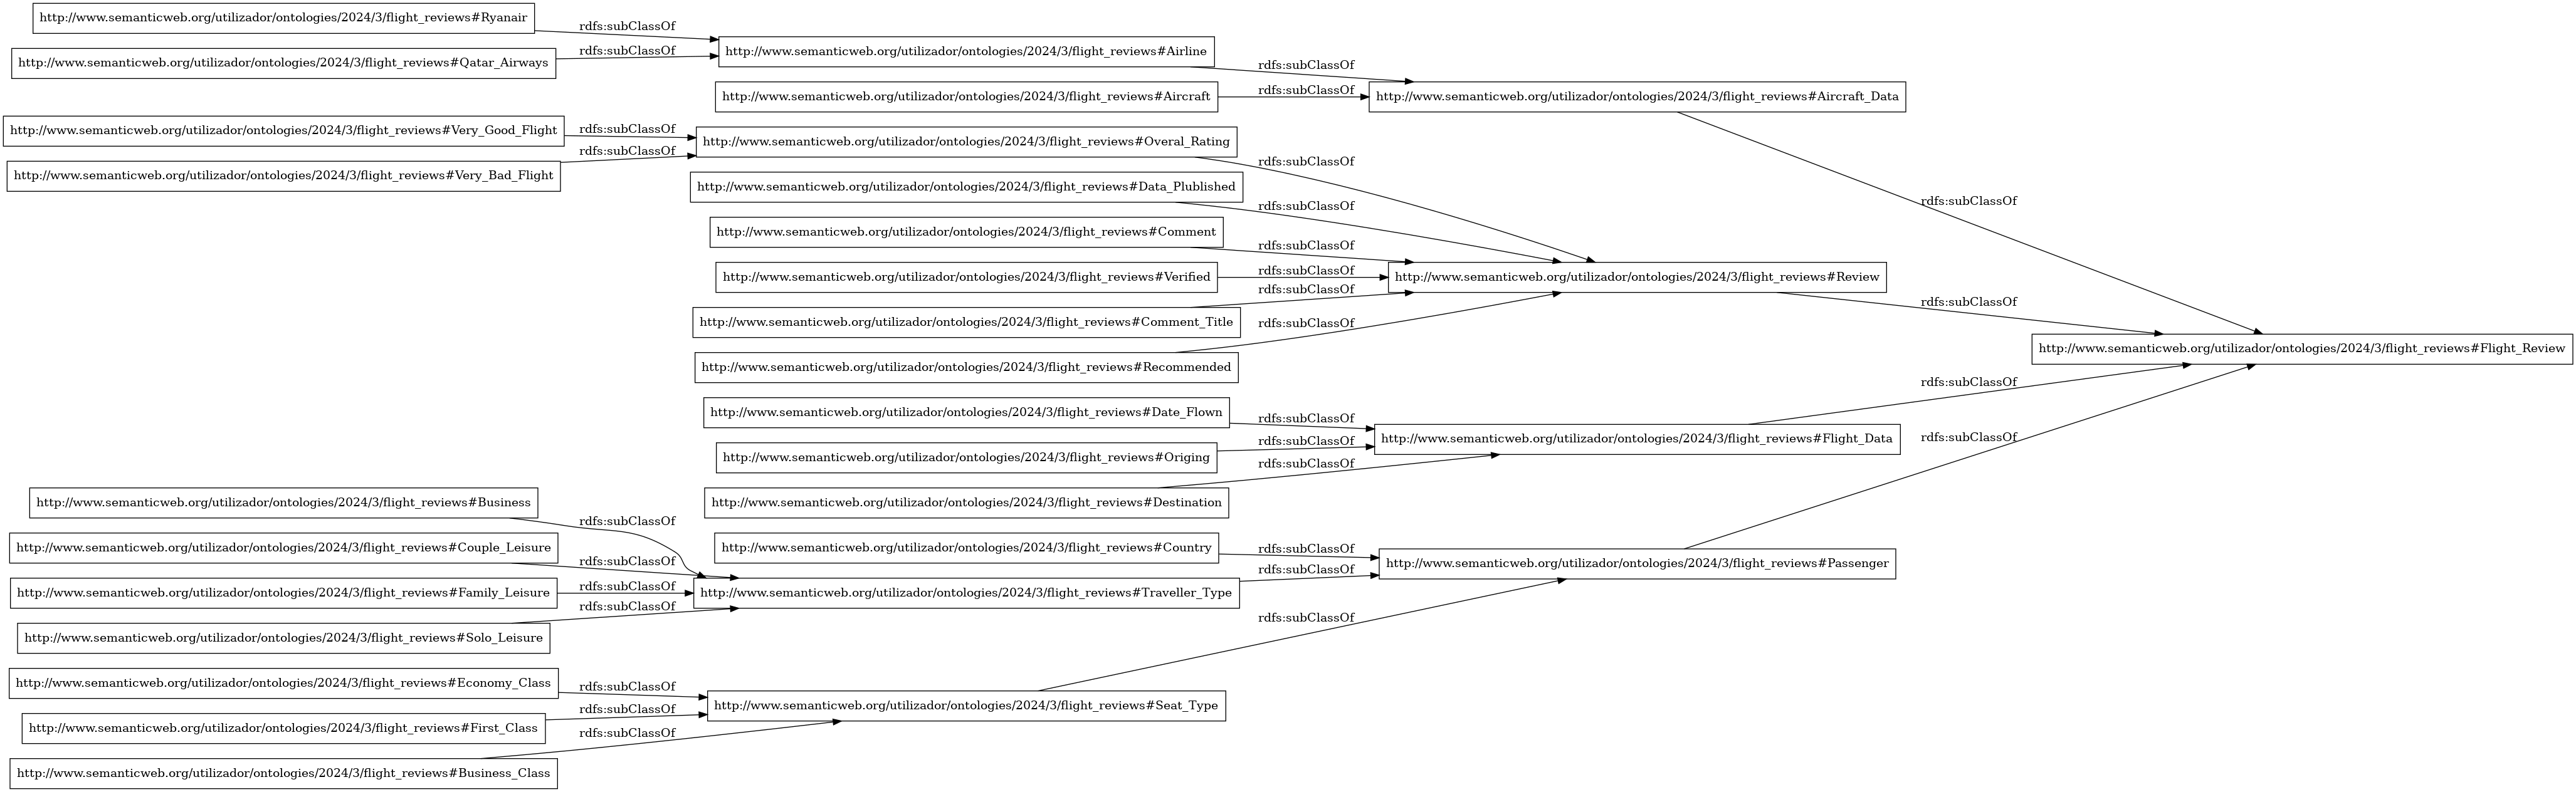 http://www.semanticweb.org/utilizador/ontologies/2024/3/flight_reviews#Ryanair
rdfs:subClassOf
http://www.semanticweb.org/utilizador/ontologies/2024/3/flight_reviews#Qatar_Airways
rdfs:subClassOf
http://www.semanticweb.org/utilizador/ontologies/2024/3/flight_reviews#Airline
rdfs:subClassOf
http://www.semanticweb.org/utilizador/ontologies/2024/3/flight_reviews#Aircraft
rdfs:subClassOf
http://www.semanticweb.org/utilizador/ontologies/2024/3/flight_reviews#Aircraft_Data
rdfs:subClassOf
http://www.semanticweb.org/utilizador/ontologies/2024/3/flight_reviews#Very_Good_Flight
rdfs:subClassOf
http://www.semanticweb.org/utilizador/ontologies/2024/3/flight_reviews#Very_Bad_Flight
rdfs:subClassOf
http://www.semanticweb.org/utilizador/ontologies/2024/3/flight_reviews#Overal_Rating
rdfs:subClassOf
http://www.semanticweb.org/utilizador/ontologies/2024/3/flight_reviews#Data_Plublished
rdfs:subClassOf
http://www.semanticweb.org/utilizador/ontologies/2024/3/flight_reviews#Comment
rdfs:subClassOf
http://www.semanticweb.org/utilizador/ontologies/2024/3/flight_reviews#Verified
rdfs:subClassOf
http://www.semanticweb.org/utilizador/ontologies/2024/3/flight_reviews#Comment_Title
rdfs:subClassOf
http://www.semanticweb.org/utilizador/ontologies/2024/3/flight_reviews#Recommended
rdfs:subClassOf
http://www.semanticweb.org/utilizador/ontologies/2024/3/flight_reviews#Review
rdfs:subClassOf
http://www.semanticweb.org/utilizador/ontologies/2024/3/flight_reviews#Flight_Review
http://www.semanticweb.org/utilizador/ontologies/2024/3/flight_reviews#Date_Flown
rdfs:subClassOf
http://www.semanticweb.org/utilizador/ontologies/2024/3/flight_reviews#Origing
rdfs:subClassOf
http://www.semanticweb.org/utilizador/ontologies/2024/3/flight_reviews#Destination
rdfs:subClassOf
http://www.semanticweb.org/utilizador/ontologies/2024/3/flight_reviews#Flight_Data
rdfs:subClassOf
http://www.semanticweb.org/utilizador/ontologies/2024/3/flight_reviews#Business
rdfs:subClassOf
http://www.semanticweb.org/utilizador/ontologies/2024/3/flight_reviews#Couple_Leisure
rdfs:subClassOf
http://www.semanticweb.org/utilizador/ontologies/2024/3/flight_reviews#Family_Leisure
rdfs:subClassOf
http://www.semanticweb.org/utilizador/ontologies/2024/3/flight_reviews#Solo_Leisure
rdfs:subClassOf
http://www.semanticweb.org/utilizador/ontologies/2024/3/flight_reviews#Country
rdfs:subClassOf
http://www.semanticweb.org/utilizador/ontologies/2024/3/flight_reviews#Traveller_Type
rdfs:subClassOf
http://www.semanticweb.org/utilizador/ontologies/2024/3/flight_reviews#Passenger
rdfs:subClassOf
http://www.semanticweb.org/utilizador/ontologies/2024/3/flight_reviews#Economy_Class
rdfs:subClassOf
http://www.semanticweb.org/utilizador/ontologies/2024/3/flight_reviews#First_Class
rdfs:subClassOf
http://www.semanticweb.org/utilizador/ontologies/2024/3/flight_reviews#Business_Class
rdfs:subClassOf
http://www.semanticweb.org/utilizador/ontologies/2024/3/flight_reviews#Seat_Type
rdfs:subClassOf